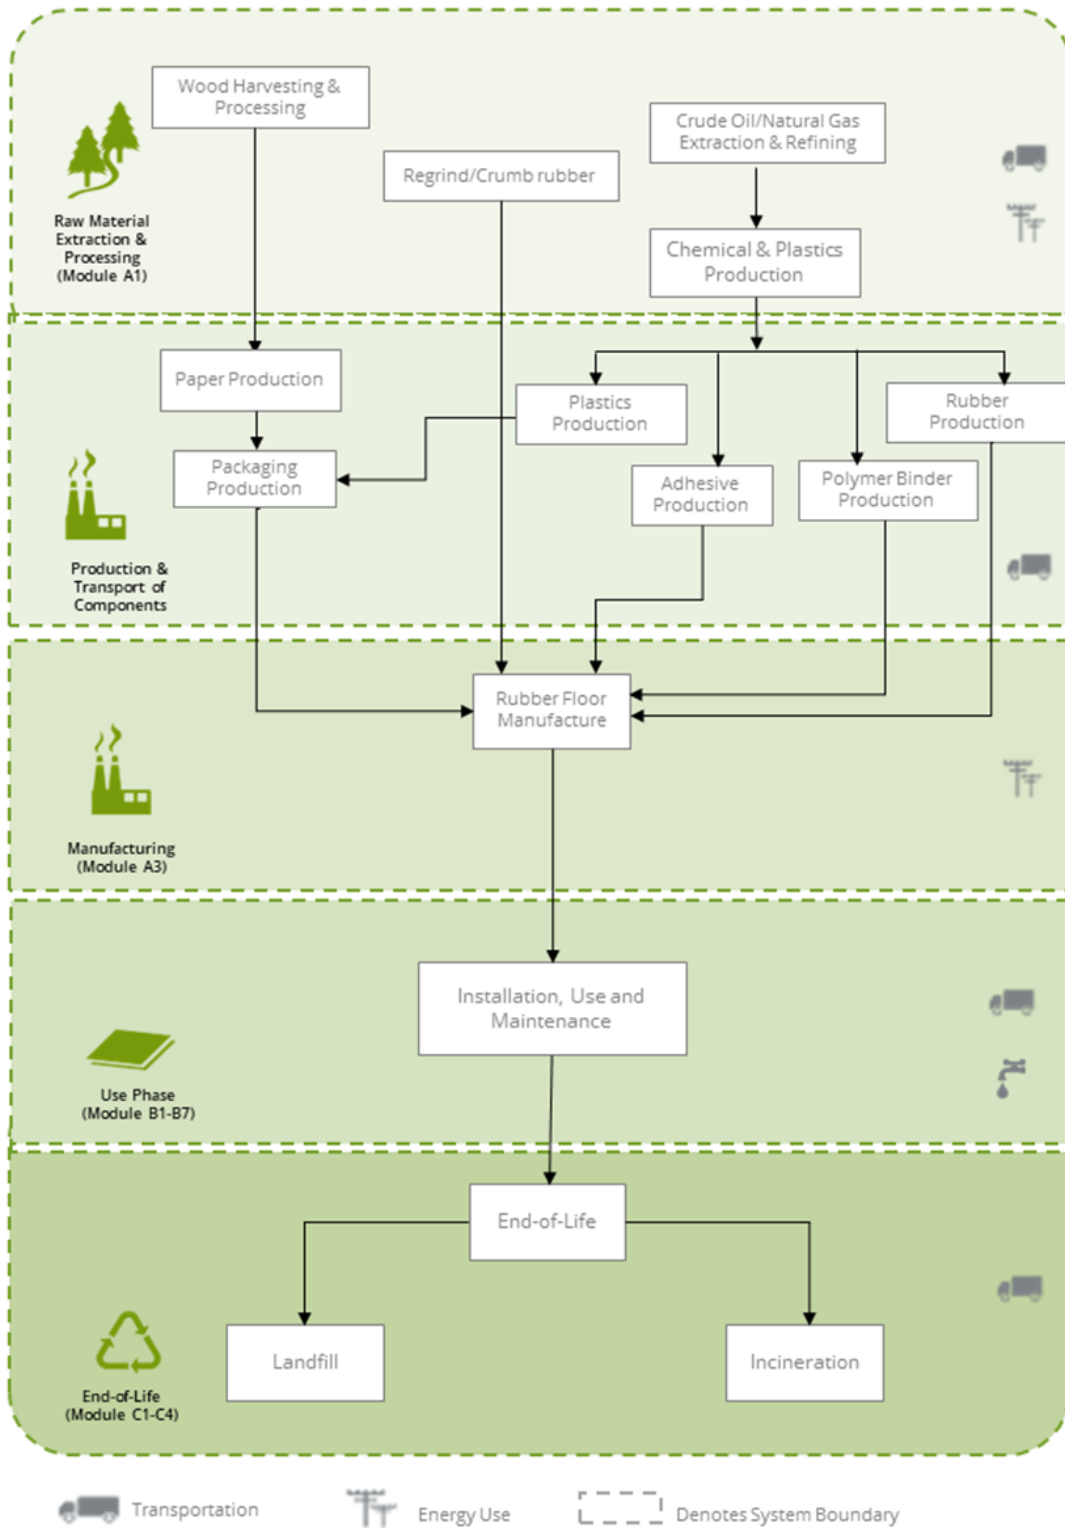 Wood Harvesting &
Processing
Crude Oil/Natural Gas
Extraction & Refining
Regrind/Crumb rubber
Raw Material
Extraction &
Processing
(Module A1)
Chemical & Plastics
Production
Paper Production
Plastics
Production
Rubber
Production
Packaging
Production
Adhesive
Production
Polymer Binder
Production
Production &
Transport of
Components
Rubber Floor
Manufacture
Manufacturing
(Module A3)
Installation, Use and
Maintenance
Use Phase
(Module B1-B7)
End-of-Life
Landfill
Incineration
End-of-Life
(Module C1-C4)
Transportation
Energy Use
Denotes System Boundary